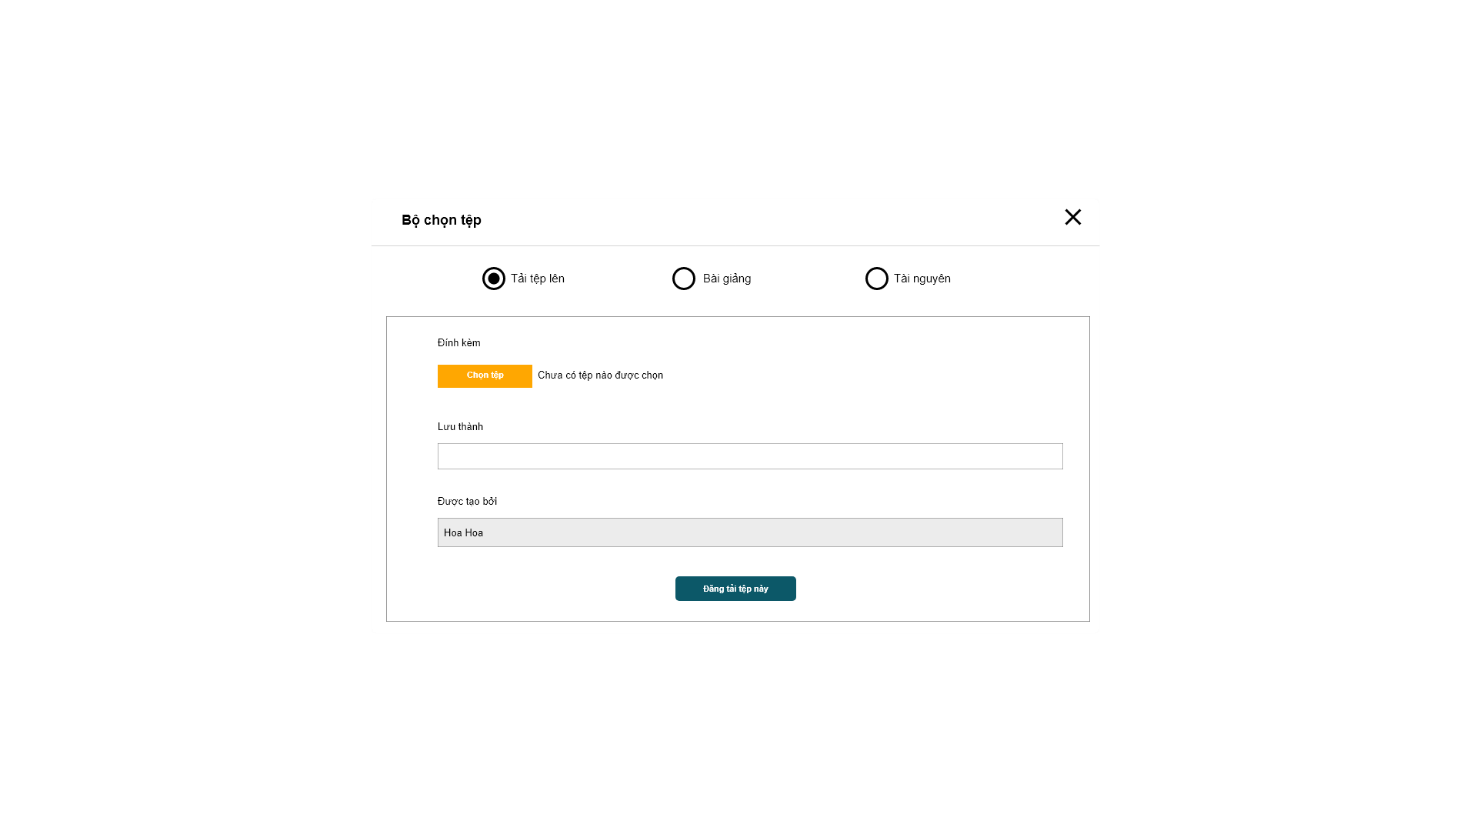 Bộ chọn tệp
Tải tệp lên
Bài giảng
Tài nguyên
Đính kèm
Chọn tệp
Chưa có tệp nào được chọn
Lưu thành
Được tạo bởi
Hoa Hoa
Đăng tải tệp này